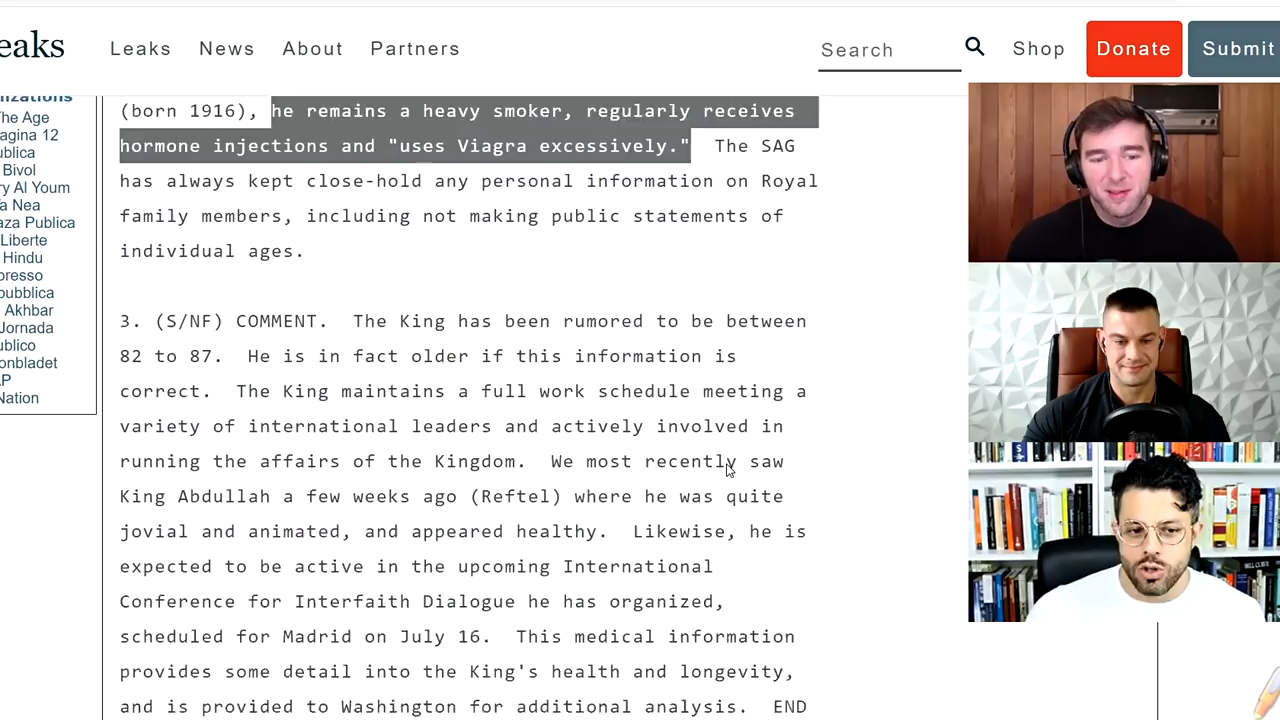 eaks
Leaks News About Partners
Search
Shop
Donate
Submit
nizations
The Age
agina 12
ublica
Bivol
ry Al Youm
a Nea
aza Publica
Liberte
Hindu
presso
pubblica
Akhbar
Jornada
ublico
onbladet
P
Nation
(born 1916), he remains a heavy smoker, regularly receives
hormone injections and "uses Viagra excessively." The SAG
has always kept close-hold any personal information on Royal
family members, including not making public statements of
individual ages.
3. (S/NF) COMMENT. The King has been rumored to be between
82 to 87. He is in fact older if this information is
correct. The King maintains a full work schedule meeting a
variety of international leaders and actively involved in
running the affairs of the Kingdom. We most recently saw
King Abdullah a few weeks ago (Reftel) where he was quite
jovial and animated, and appeared healthy. Likewise, he is
expected to be active in the upcoming International
Conference for Interfaith Dialogue he has organized,
scheduled for Madrid on July 16. This medical information
provides some detail into the King's health and longevity,
and is provided to Washington for additional analysis. END